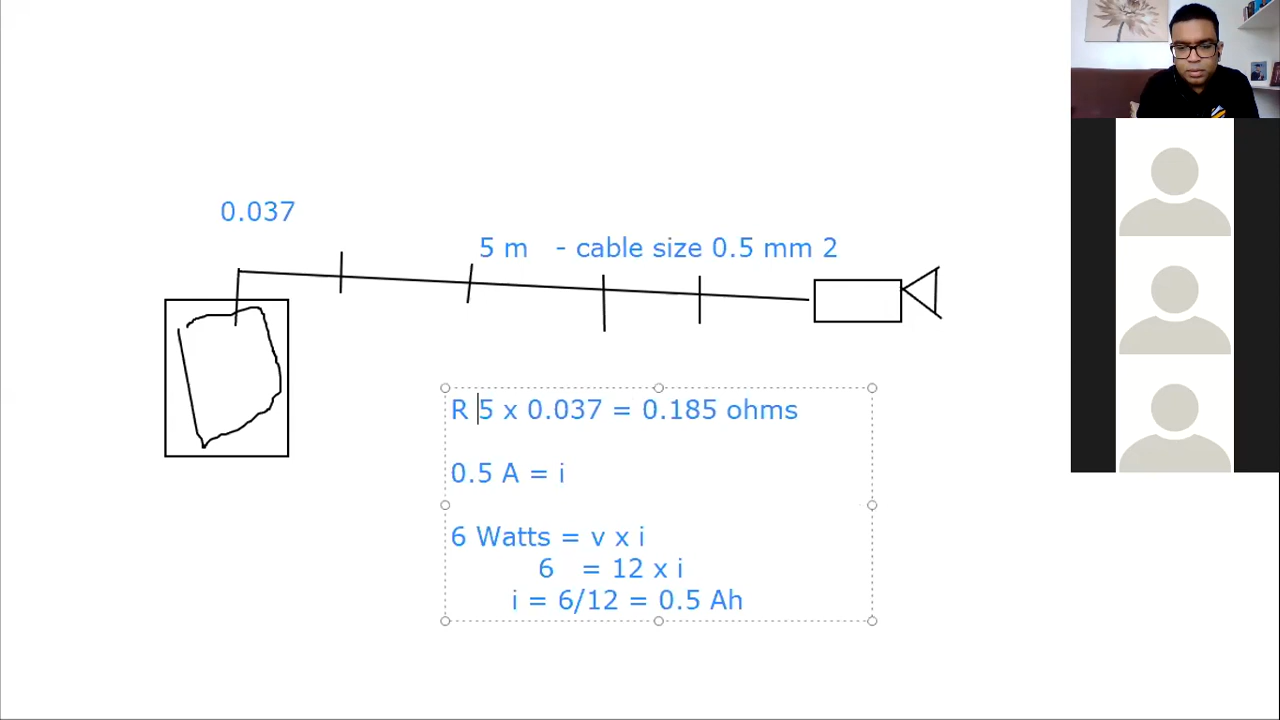 0.037
5 m - cable size 0.5 mm 2
R 5 x 0.037 = 0.185 ohms
0.5 A = i
6 Watts = v x i
6 = 12 x i
i = 6/12 = 0.5 Ah